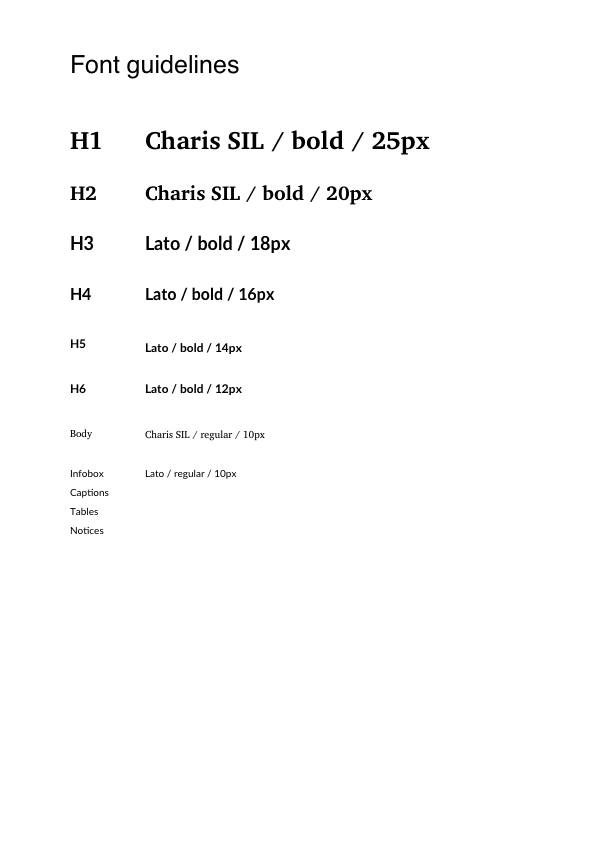 Font guidelines
H1 Charis SIL / bold / 25px
H2 Charis SIL / bold / 20px
H3 Lato / bold / 18px
H4 Lato / bold / 16px
H5 Lato / bold / 14px
H6 Lato / bold / 12px
Body Charis SIL / regular / 10px
Infobox Lato / regular / 10px
Captions
Tables
Notices